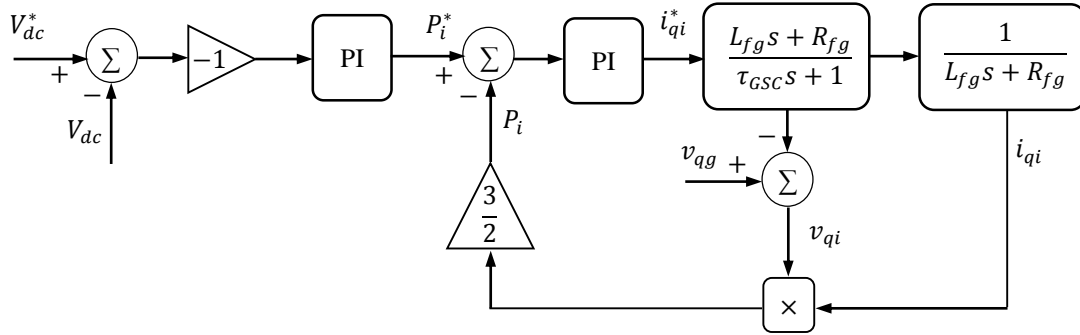 V*dc
+
Σ
−
Vdc
−1
PI
P*i
+
Σ
−
Pi
PI
i*qi
Lfgs + Rfg
τGSCs + 1
1
Lfgs + Rfg
−
vqg
+
Σ
iqi
3
2
vqi
×